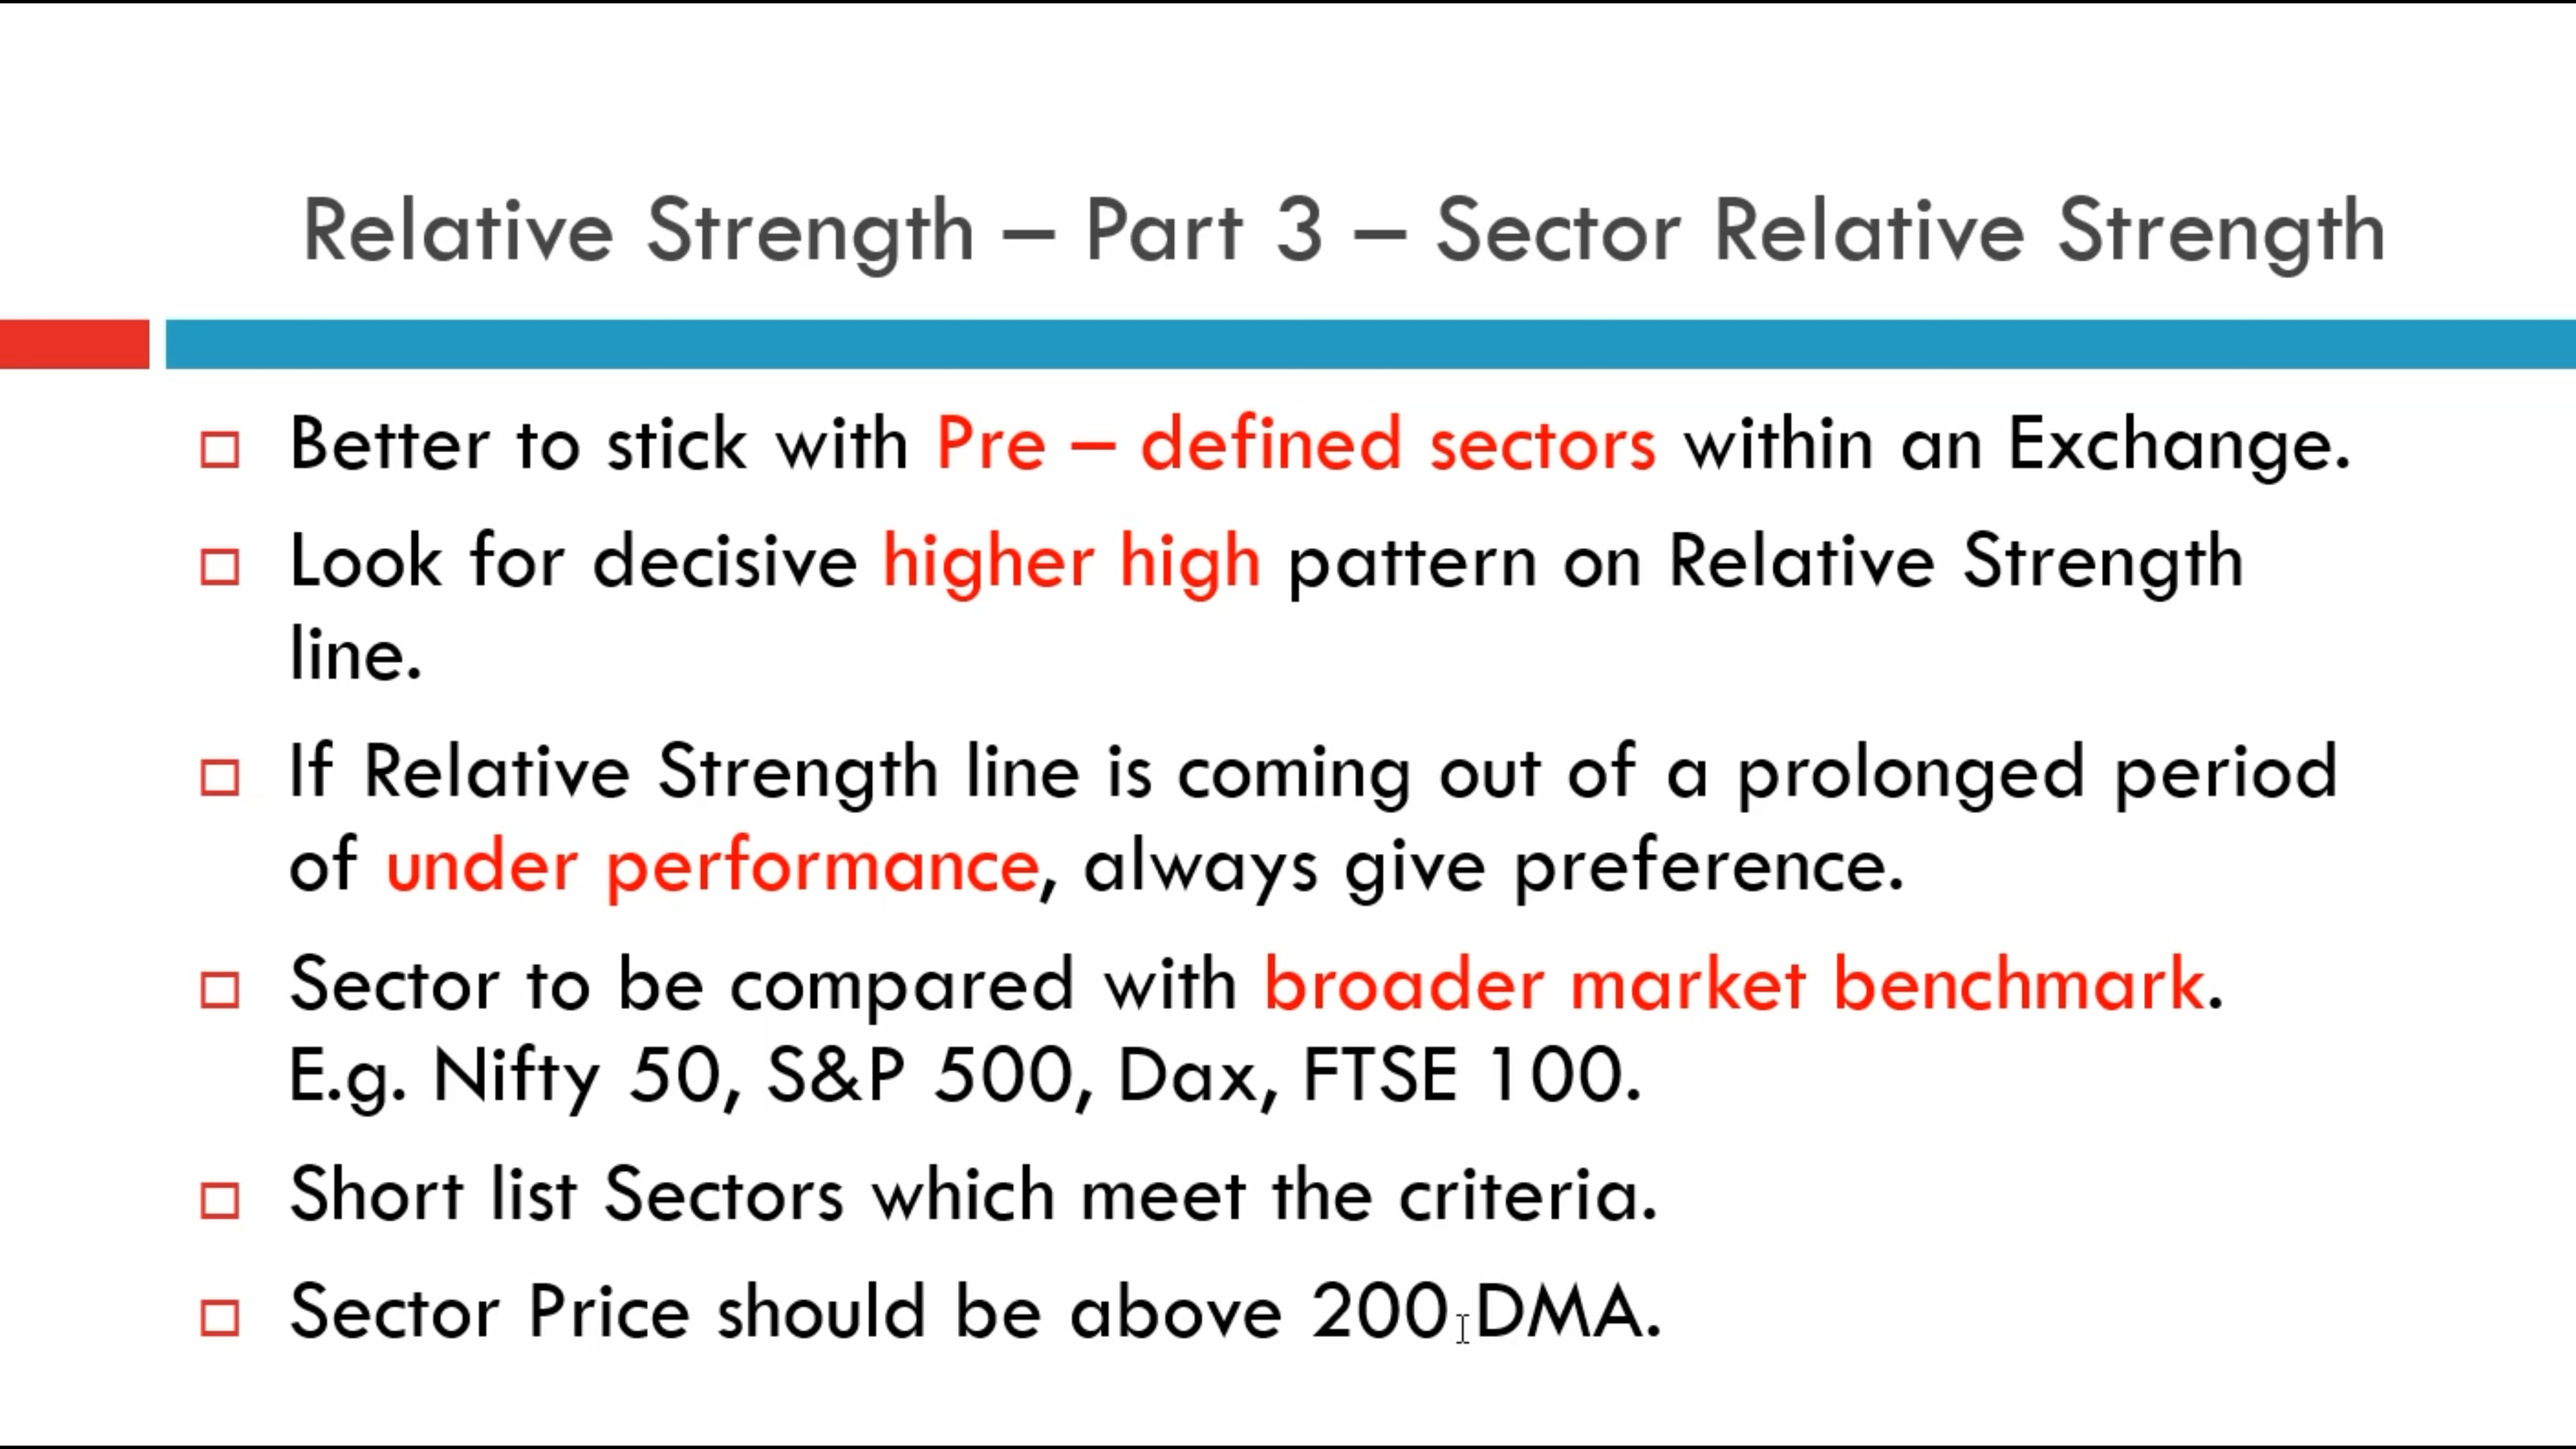 Relative Strength – Part 3 – Sector Relative Strength
Better to stick with Pre – defined sectors within an Exchange.
Look for decisive higher high pattern on Relative Strength
line.
If Relative Strength line is coming out of a prolonged period
of under performance, always give preference.
Sector to be compared with broader market benchmark.
E.g. Nifty 50, S&P 500, Dax, FTSE 100.
Short list Sectors which meet the criteria.
Sector Price should be above 200 DMA.